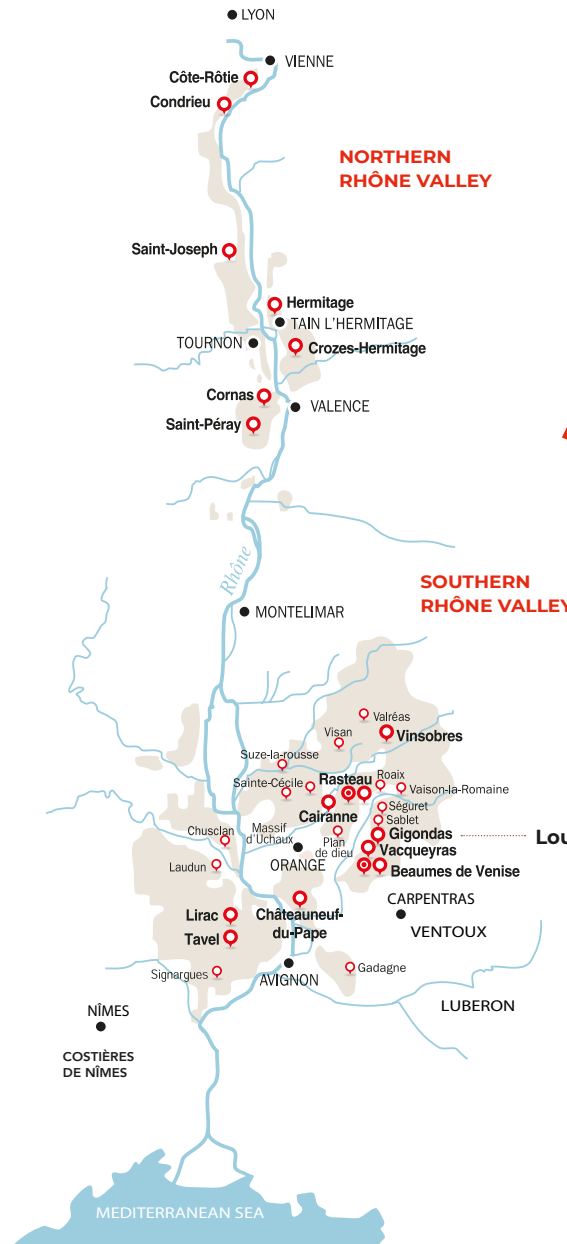 LYON
VIENNE
Côte-Rôtie
Condrieu
NORTHERN
RHÔNE VALLEY
Saint-Joseph
Hermitage
TAIN L'HERMITAGE
TOURNON
Crozes-Hermitage
Cornas
VALENCE
Saint-Péray
Rhône
SOUTHERN
RHÔNE VALLEY
MONTELIMAR
Valréas
Vinsobres
Visan
Suze-la-rousse
Rasteau
Roaix
Sainte-Cécile
Vaison-la-Romaine
Cairanne
Séguret
Sablet
Massif
d'Uchaux
Chusclan
Plan
de dieu
Gigondas
Lou
Vacqueyras
ORANGE
Laudun
Beaumes de Venise
CARPENTRAS
Châteauneuf-
du-Pape
Lirac
VENTOUX
Tavel
Signargues
AVIGNON
Gadagne
LUBERON
NÎMES
COSTIÈRES
DE NÎMES
MEDITERRANEAN SEA